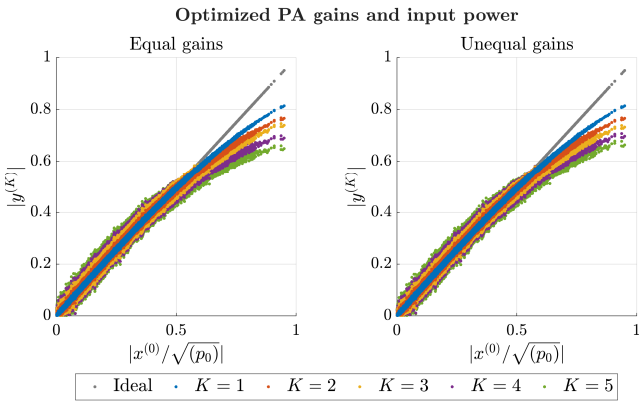 Optimized PA gains and input power
Equal gains
Unequal gains
1
0.8
0.6
0.4
0.2
0
0
0.5
1
|y^{(K)}|
|x^{(0)}/\sqrt{(p_0)}|
1
0.8
0.6
0.4
0.2
0
0
0.5
1
|y^{(K)}|
|x^{(0)}/\sqrt{(p_0)}|
Ideal K = 1 K = 2 K = 3 K = 4 K = 5